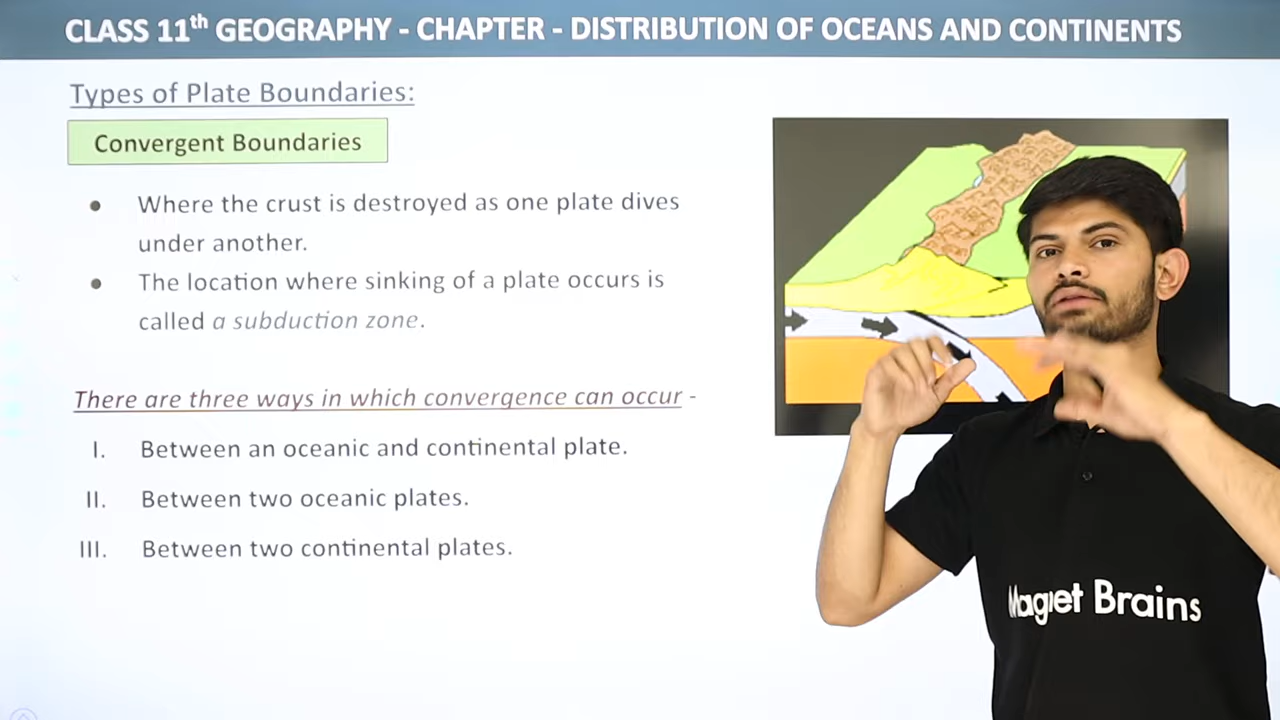 CLASS 11th GEOGRAPHY - CHAPTER - DISTRIBUTION OF OCEANS AND CONTINENTS
Types of Plate Boundaries:
Convergent Boundaries
● Where the crust is destroyed as one plate dives
under another.
● The location where sinking of a plate occurs is
called a subduction zone.
There are three ways in which convergence can occur -
I. Between an oceanic and continental plate.
II. Between two oceanic plates.
III. Between two continental plates.
Magnet Brains